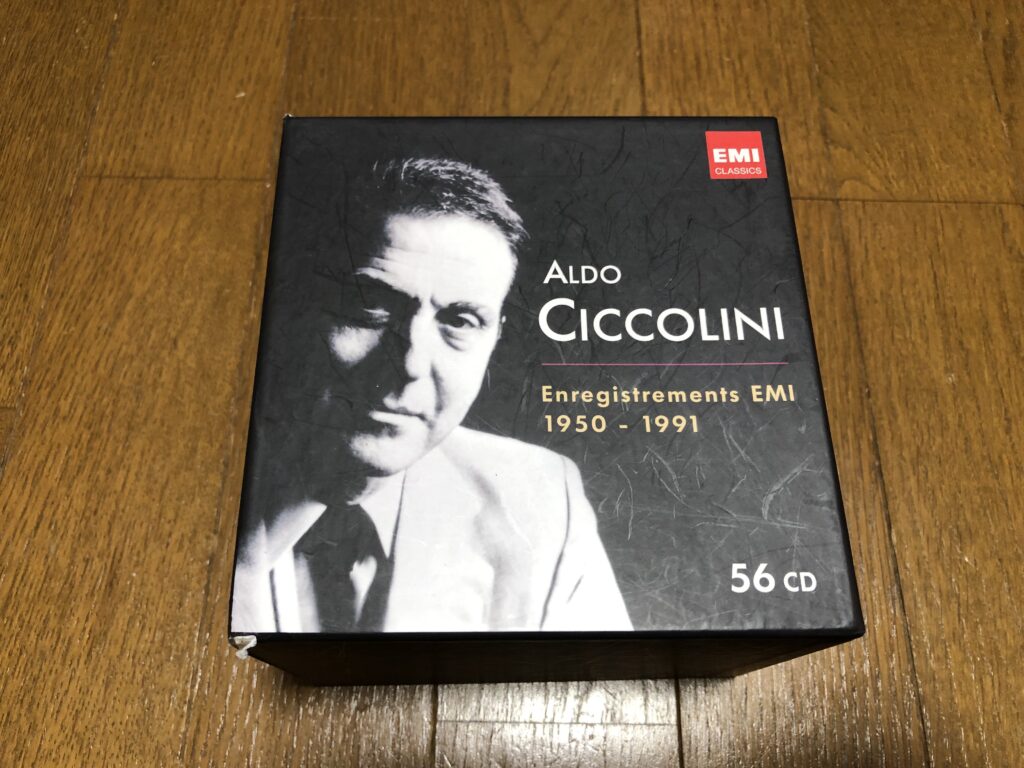 EMI
CLASSICS
ALDO
CICCOLINI
Enregistrements EMI
1950 - 1991
56 CD